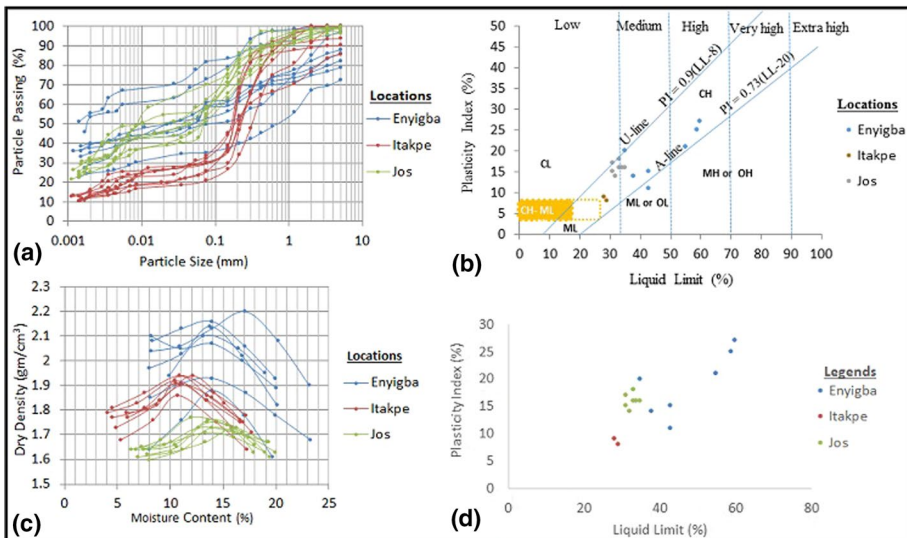 100
90
80
70
60
50
40
30
20
10
0
Particle Passing (%)
0.001
0.01
0.1
1
10
Particle Size (mm)
Locations
Enyigba
Itakpe
Jos
(a)
50
45
40
35
30
25
20
15
10
5
0
Plasticity Index (%)
Low
Medium
High
Very high
Extra high
PI = 0.9(LL-8)
PI = 0.73(LL-20)
U-line
A-line
CH
CL
MH or OH
ML or OL
CH- ML
ML
0
10
20
30
40
50
60
70
80
90
100
Liquid Limit (%)
Locations
Enyigba
Itakpe
Jos
(b)
2.3
2.2
2.1
2.0
1.9
1.8
1.7
1.6
1.5
Dry Density (gm/cm³)
0
5
10
15
20
25
Moisture Content (%)
Locations
Enyigba
Itakpe
Jos
(c)
30
25
20
15
10
5
0
Plasticity Index (%)
0
20
40
60
80
Liquid Limit (%)
Legends
Enyigba
Itakpe
Jos
(d)